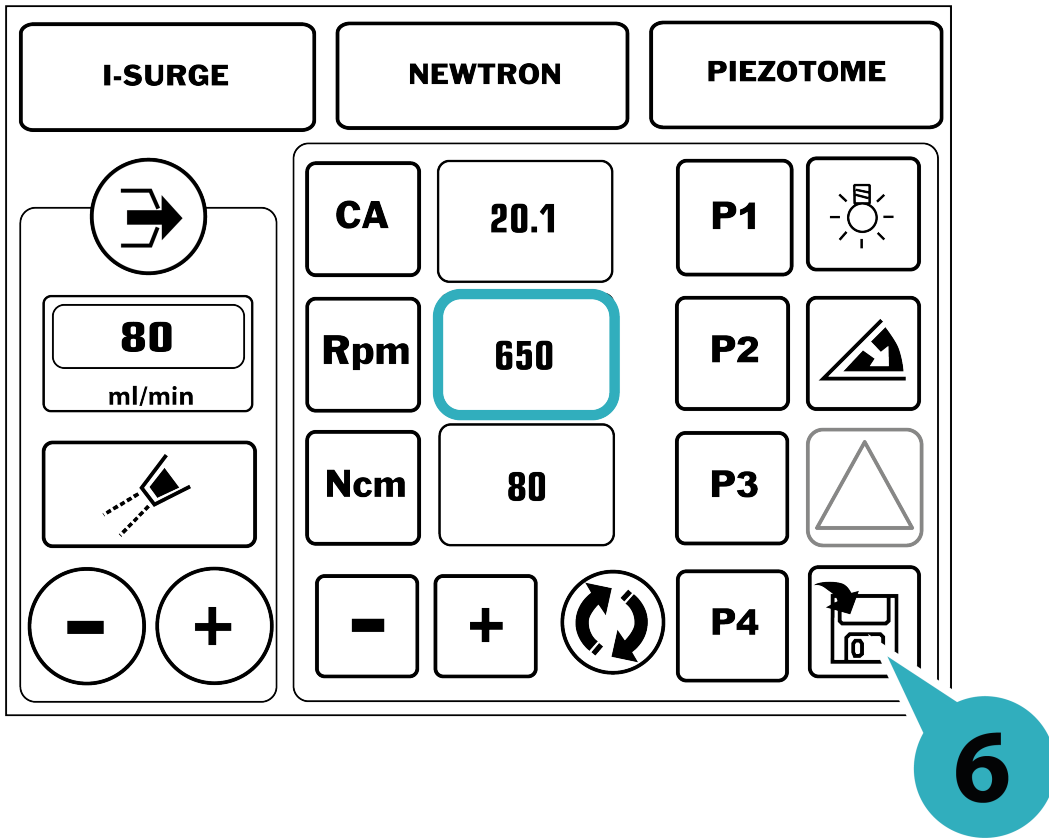 I-SURGE
NEWTRON
PIEZOTOME
80
ml/min
-
+
CA
20.1
P1
Rpm
650
P2
Ncm
80
P3
-
+
P4
0
6